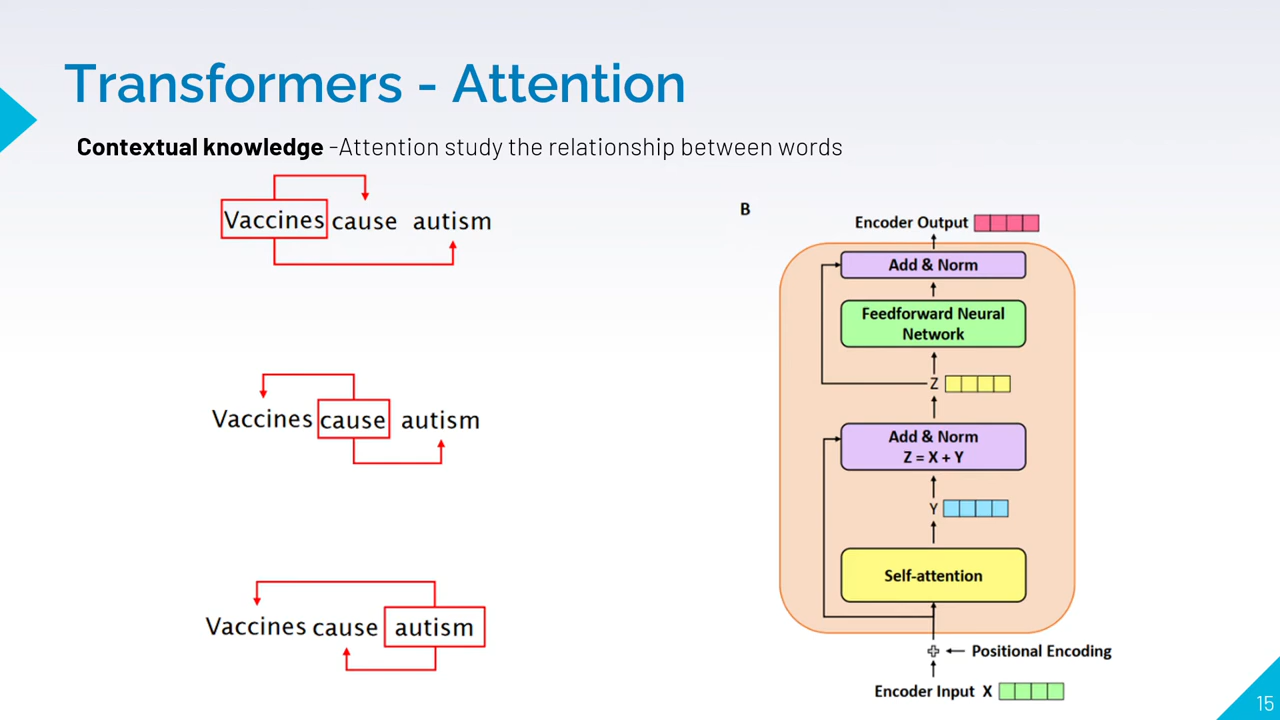 Transformers - Attention
Contextual knowledge -Attention study the relationship between words
Vaccines cause autism
Vaccines cause autism
Vaccines cause autism
B
Encoder Output
Add & Norm
Feedforward Neural
Network
Z
Add & Norm
Z = X + Y
Y
Self-attention
Positional Encoding
Encoder Input X
15